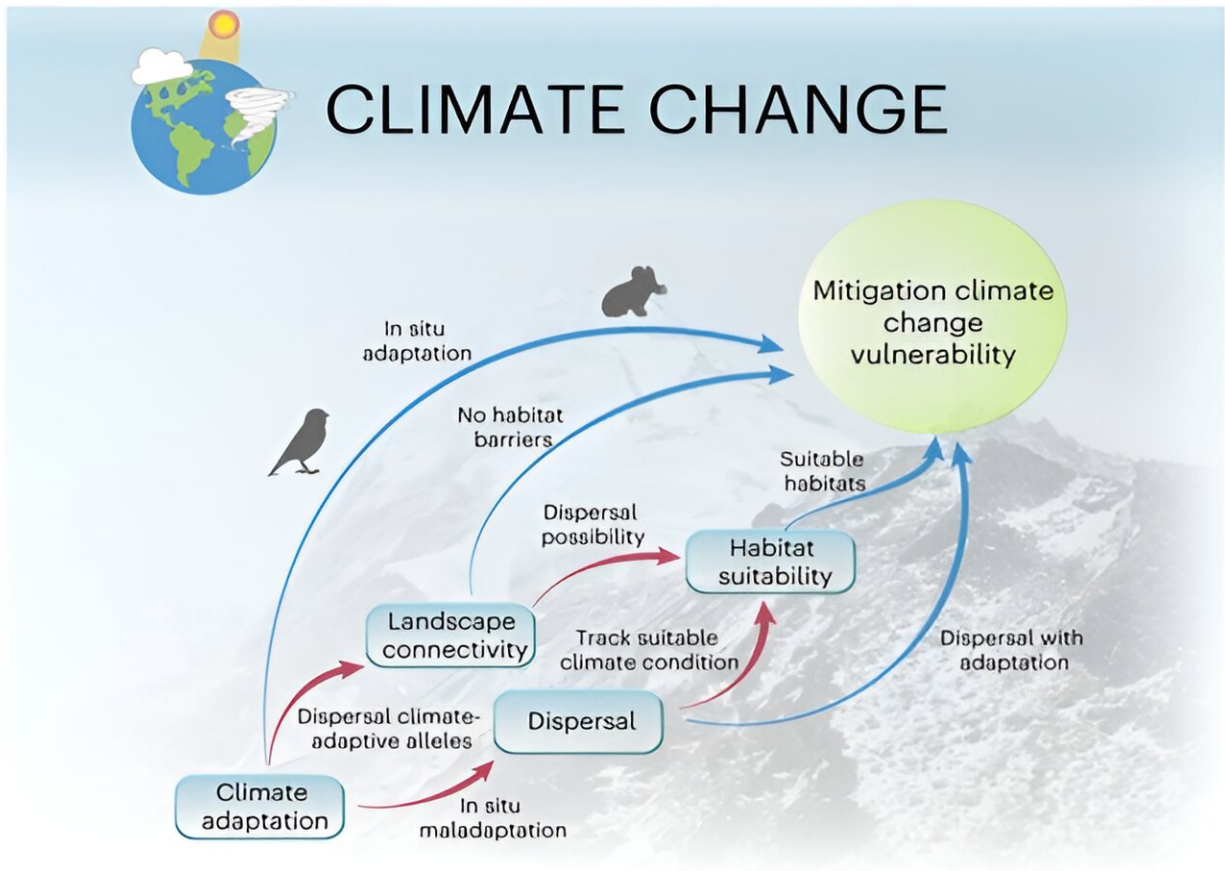 CLIMATE CHANGE
Mitigation climate
change
vulnerability
In situ
adaptation
No habitat
barriers
Suitable
habitats
Dispersal
possibility
Habitat
suitability
Landscape
connectivity
Track suitable
climate condition
Dispersal with
adaptation
Dispersal climate-
adaptive alleles
Dispersal
Climate
adaptation
In situ
maladaptation